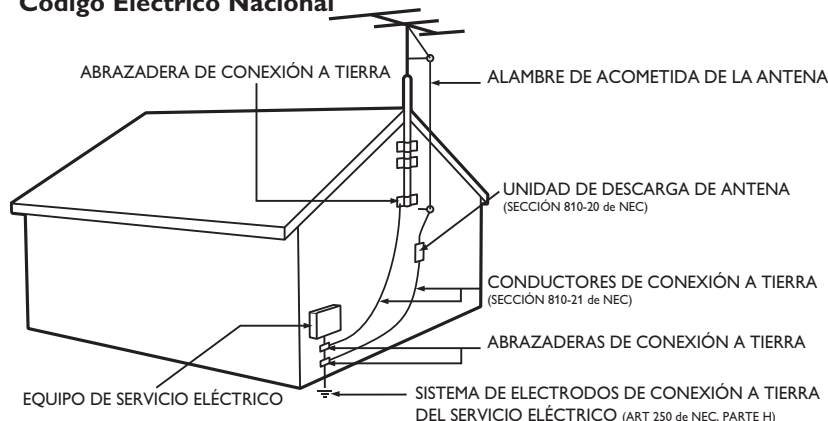 Código Eléctrico Nacional
ABRAZADERA DE CONEXIÓN A TIERRA
ALAMBRE DE ACOMETIDA DE LA ANTENA
UNIDAD DE DESCARGA DE ANTENA
(SECCIÓN 810-20 de NEC)
CONDUCTORES DE CONEXIÓN A TIERRA
(SECCIÓN 810-21 de NEC)
ABRAZADERAS DE CONEXIÓN A TIERRA
EQUIPO DE SERVICIO ELÉCTRICO
SISTEMA DE ELECTRODOS DE CONEXIÓN A TIERRA
DEL SERVICIO ELÉCTRICO (ART 250 de NEC, PARTE H)